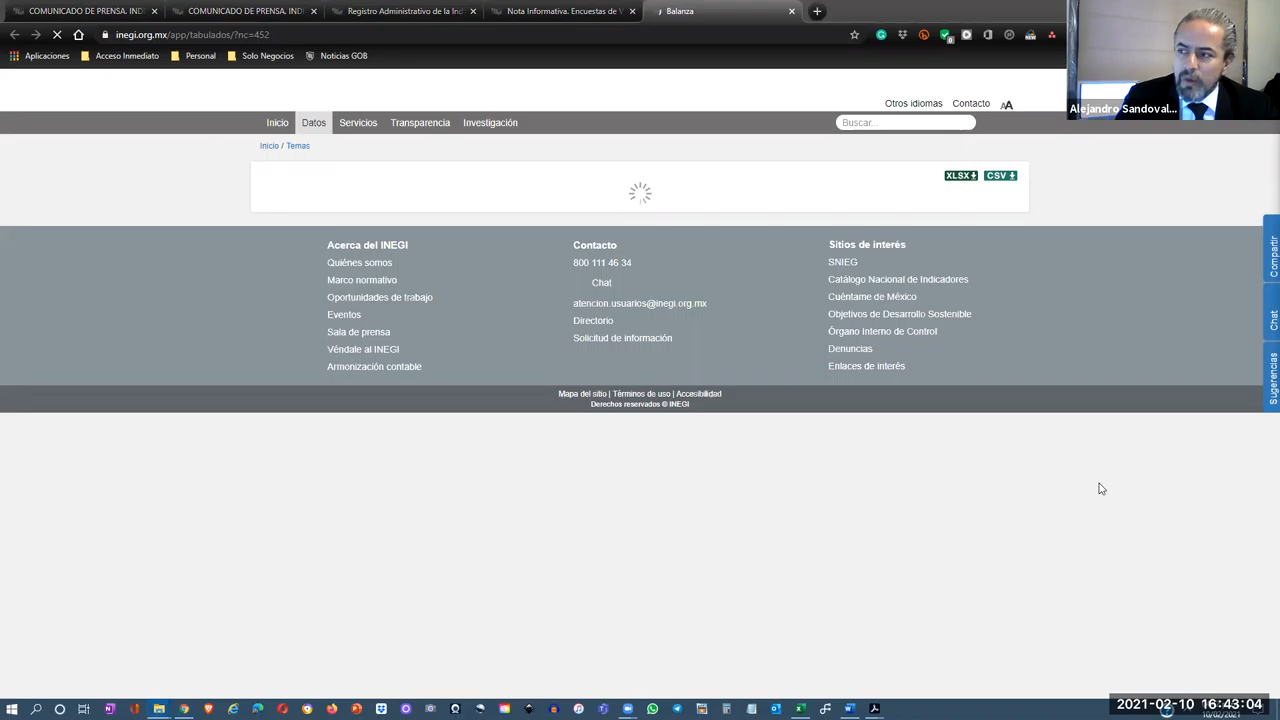 COMUNICADO DE PRENSA. INDI
COMUNICADO DE PRENSA. INDI
Registro Administrativo de la Ind
Nota Informativa. Encuestas de V
Balanza
inegi.org.mx/app/tabulados/?nc=452
Aplicaciones Acceso Inmediato Personal Solo Negocios Noticias GOB
Alejandro Sandoval...
Otros idiomas Contacto AA
Inicio Datos Servicios Transparencia Investigación Buscar...
Inicio / Temas
XLSX CSV
Acerca del INEGI
Quiénes somos
Marco normativo
Oportunidades de trabajo
Eventos
Sala de prensa
Véndale al INEGI
Armonización contable
Contacto
800 111 46 34
Chat
atencion.usuarios@inegi.org.mx
Directorio
Solicitud de información
Sitios de interés
SNIEG
Catálogo Nacional de Indicadores
Cuéntame de México
Objetivos de Desarrollo Sostenible
Órgano Interno de Control
Denuncias
Enlaces de interés
Compartir
Chat
Sugerencias
Mapa del sitio | Términos de uso | Accesibilidad
Derechos reservados © INEGI
2021-02-10 16:43:04
10/02/2021